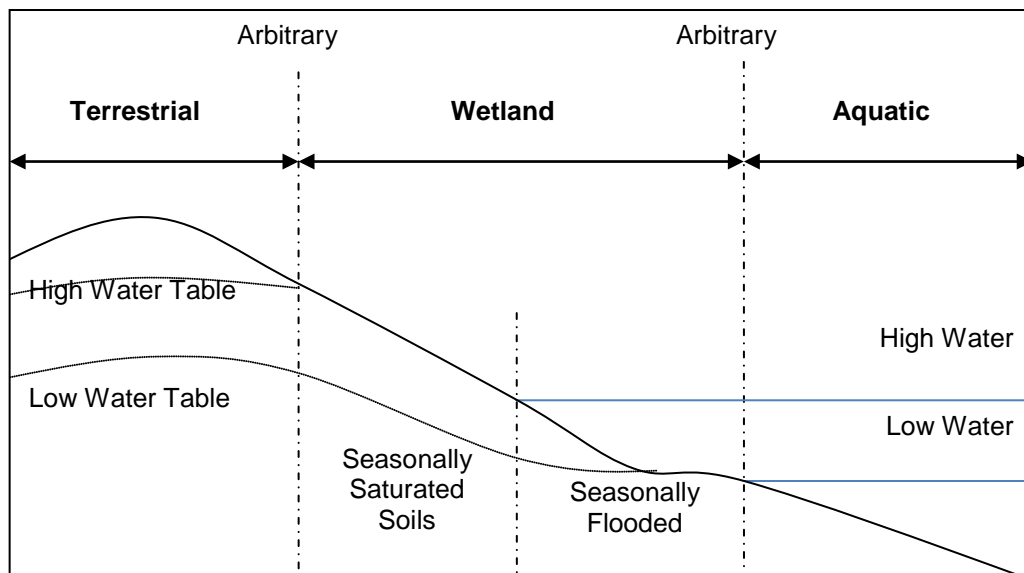 Arbitrary
Arbitrary
Terrestrial
Wetland
Aquatic
High Water Table
High Water
Low Water Table
Low Water
Seasonally
Saturated
Soils
Seasonally
Flooded